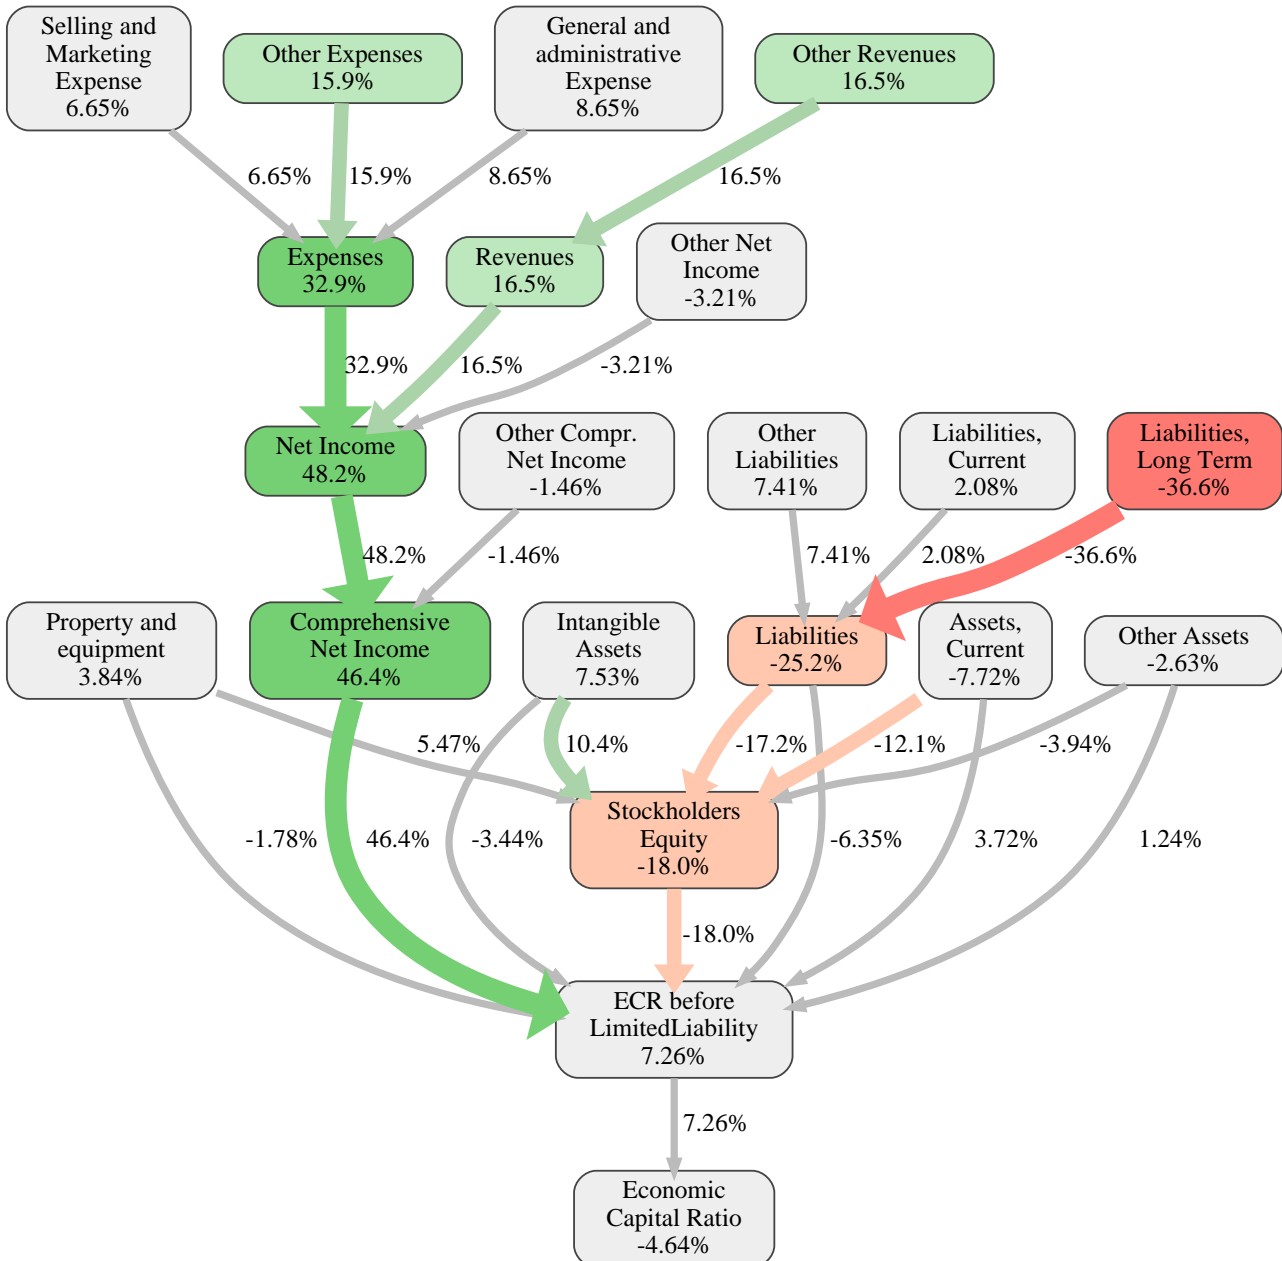 Selling and
Marketing
Expense
6.65%
Other Expenses
15.9%
General and
administrative
Expense
8.65%
Other Revenues
16.5%
6.65%
15.9%
8.65%
16.5%
Expenses
32.9%
Revenues
16.5%
Other Net
Income
-3.21%
32.9%
16.5%
-3.21%
Net Income
48.2%
Other Compr.
Net Income
-1.46%
Other
Liabilities
7.41%
Liabilities,
Current
2.08%
Liabilities,
Long Term
-36.6%
48.2%
-1.46%
7.41%
2.08%
-36.6%
Property and
equipment
3.84%
Comprehensive
Net Income
46.4%
Intangible
Assets
7.53%
Liabilities
-25.2%
Assets,
Current
-7.72%
Other Assets
-2.63%
5.47%
10.4%
-17.2%
-12.1%
-3.94%
Stockholders
Equity
-18.0%
-1.78%
46.4%
-3.44%
-6.35%
3.72%
1.24%
-18.0%
ECR before
LimitedLiability
7.26%
7.26%
Economic
Capital Ratio
-4.64%